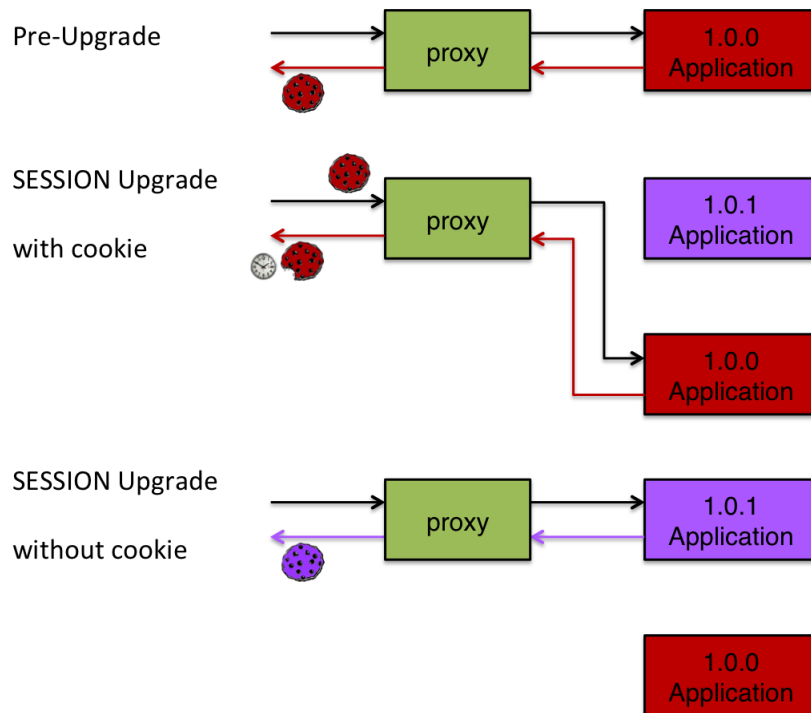 Pre-Upgrade
proxy
1.0.0
Application
SESSION Upgrade
with cookie
proxy
1.0.1
Application
1.0.0
Application
SESSION Upgrade
without cookie
proxy
1.0.1
Application
1.0.0
Application